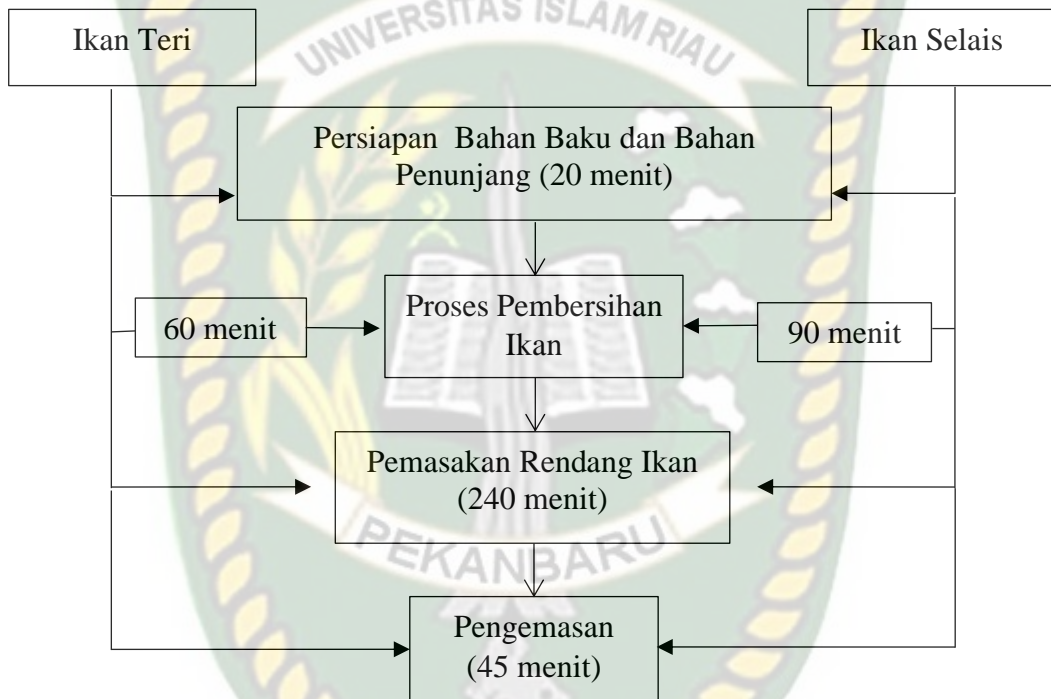 UNIVERSITAS ISLAM RIAU
Ikan Teri
Ikan Selais
Persiapan Bahan Baku dan Bahan
Penunjang (20 menit)
Proses Pembersihan
Ikan
60 menit
90 menit
Pemasakan Rendang Ikan
(240 menit)
PEKANBARU
Pengemasan
(45 menit)